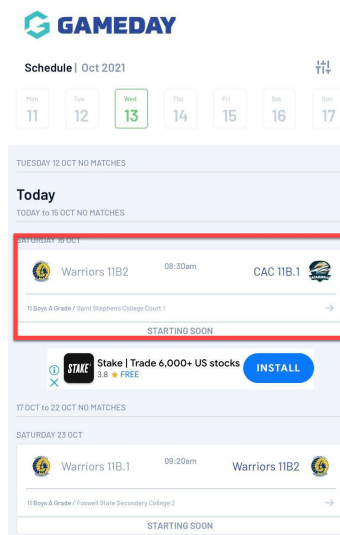 GAMEDAY
Schedule | Oct 2021
Mon Tue Wed Thu Fri Sat Sun
11 12 13 14 15 16 17
TUESDAY 12 OCT NO MATCHES
Today
TODAY to 15 OCT NO MATCHES
SATURDAY 16 OCT
Warriors 11B2 08:30am CAC 11B.1
11 Boys A Grade / Saint Stephen's College Court 1
STARTING SOON
STAKE Stake | Trade 6,000+ US stocks INSTALL
3.8 ★ FREE
17 OCT to 22 OCT NO MATCHES
SATURDAY 23 OCT
Warriors 11B.1 09:20am Warriors 11B2
11 Boys A Grade / Foxwell State Secondary College 2
STARTING SOON